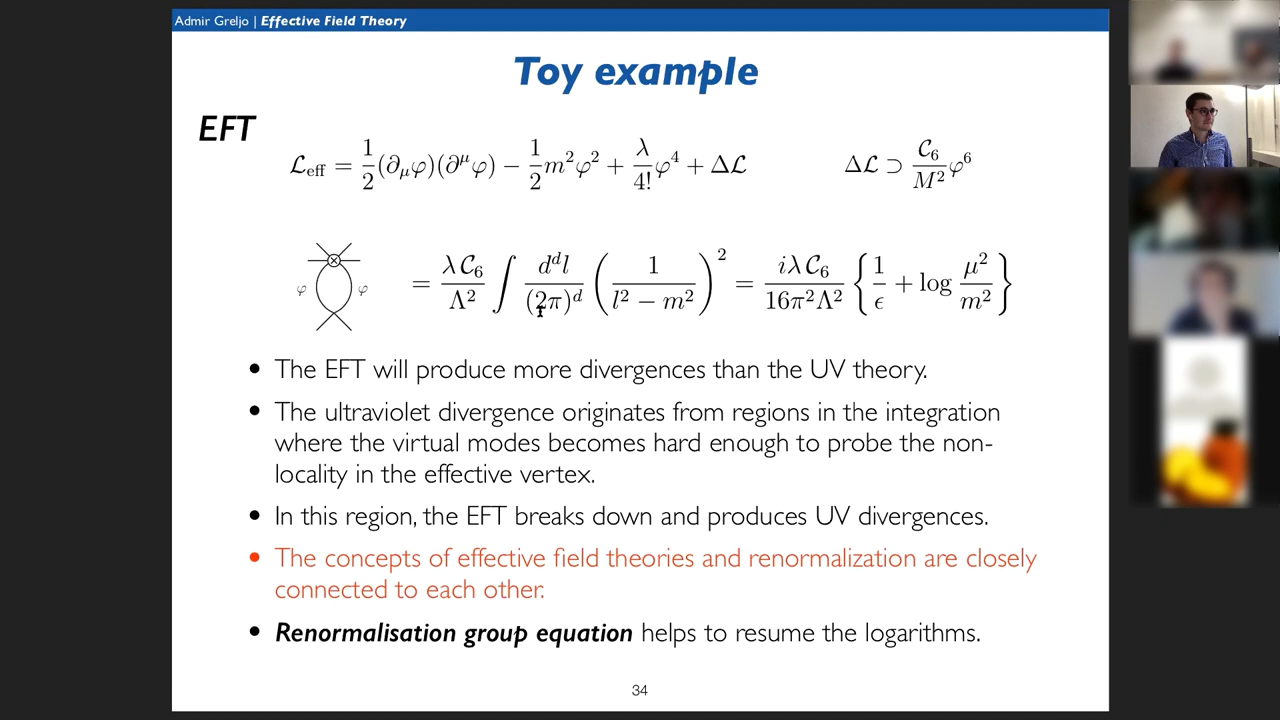 Admir Greljo | Effective Field Theory
Toy example
EFT
ℒ_eff = 1/2 (∂_μφ)(∂^μφ) − 1/2 m²φ² + λ/4! φ⁴ + Δℒ    Δℒ ⊃ 𝒞₆/M² φ⁶
φ φ = λ𝒞₆/Λ² ∫ d^d l/(2π)^d (1/(l² − m²))² = iλ𝒞₆/16π²Λ² {1/ϵ + log μ²/m²}
• The EFT will produce more divergences than the UV theory.
• The ultraviolet divergence originates from regions in the integration
where the virtual modes becomes hard enough to probe the non-
locality in the effective vertex.
• In this region, the EFT breaks down and produces UV divergences.
• The concepts of effective field theories and renormalization are closely
connected to each other.
• Renormalisation group equation helps to resume the logarithms.
34